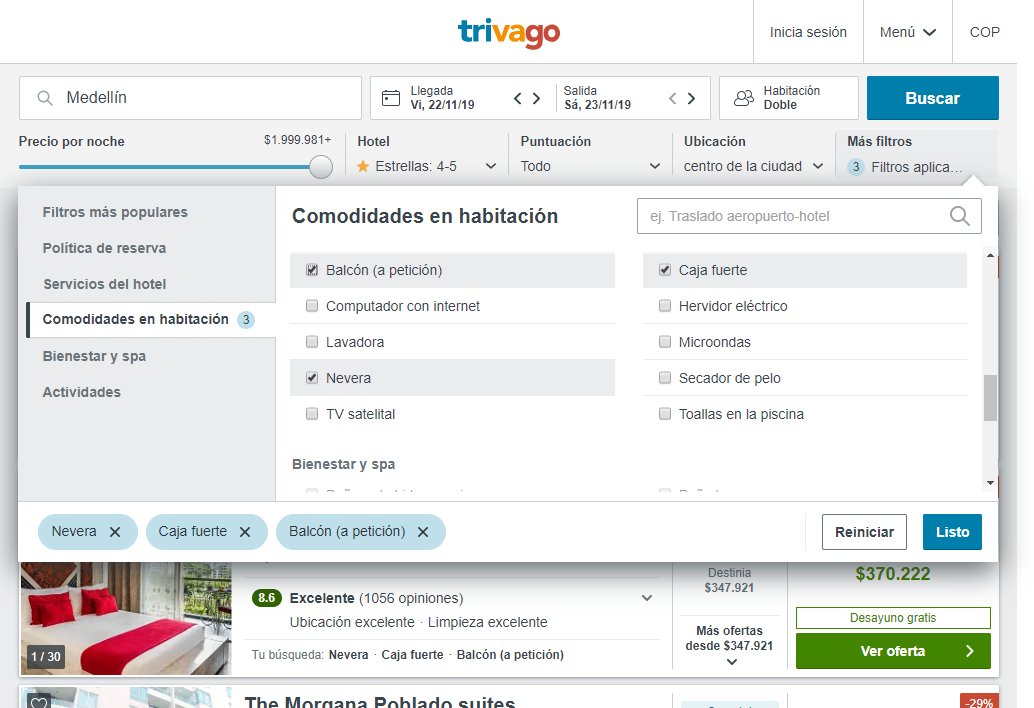 trivago
Inicia sesión
Menú
COP
Medellín
Llegada
Vi, 22/11/19
Salida
Sá, 23/11/19
Habitación
Doble
Buscar
Precio por noche
$1.999.981+
Hotel
Estrellas: 4-5
Puntuación
Todo
Ubicación
centro de la ciudad
Más filtros
3 Filtros aplica...
Filtros más populares
Política de reserva
Servicios del hotel
Comodidades en habitación 3
Bienestar y spa
Actividades
Comodidades en habitación
ej. Traslado aeropuerto-hotel
Balcón (a petición)
Caja fuerte
Computador con internet
Hervidor eléctrico
Lavadora
Microondas
Nevera
Secador de pelo
TV satelital
Toallas en la piscina
Bienestar y spa
Nevera
Caja fuerte
Balcón (a petición)
Reiniciar
Listo
1 / 30
8.6 Excelente (1056 opiniones)
Ubicación excelente · Limpieza excelente
Tu búsqueda: Nevera · Caja fuerte · Balcón (a petición)
Destinia
$347.921
Más ofertas
desde $347.921
$370.222
Desayuno gratis
Ver oferta
The Morgana Poblado suites
-29%